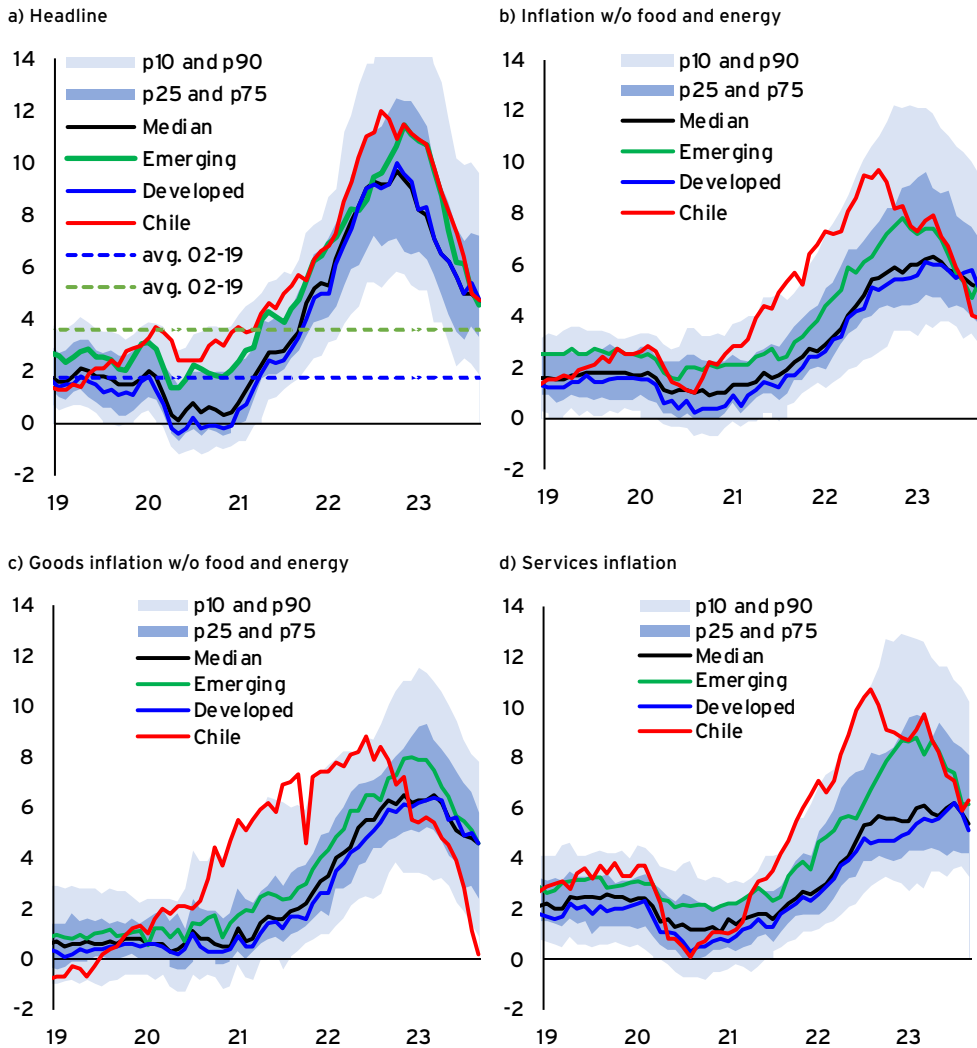 a) Headline
14
12
10
8
6
4
2
0
-2
p10 and p90
p25 and p75
Median
Emerging
Developed
Chile
avg. 02-19
avg. 02-19
19 20 21 22 23
b) Inflation w/o food and energy
14
12
10
8
6
4
2
0
-2
p10 and p90
p25 and p75
Median
Emerging
Developed
Chile
19 20 21 22 23
c) Goods inflation w/o food and energy
14
12
10
8
6
4
2
0
-2
p10 and p90
p25 and p75
Median
Emerging
Developed
Chile
19 20 21 22 23
d) Services inflation
14
12
10
8
6
4
2
0
-2
p10 and p90
p25 and p75
Median
Emerging
Developed
Chile
19 20 21 22 23